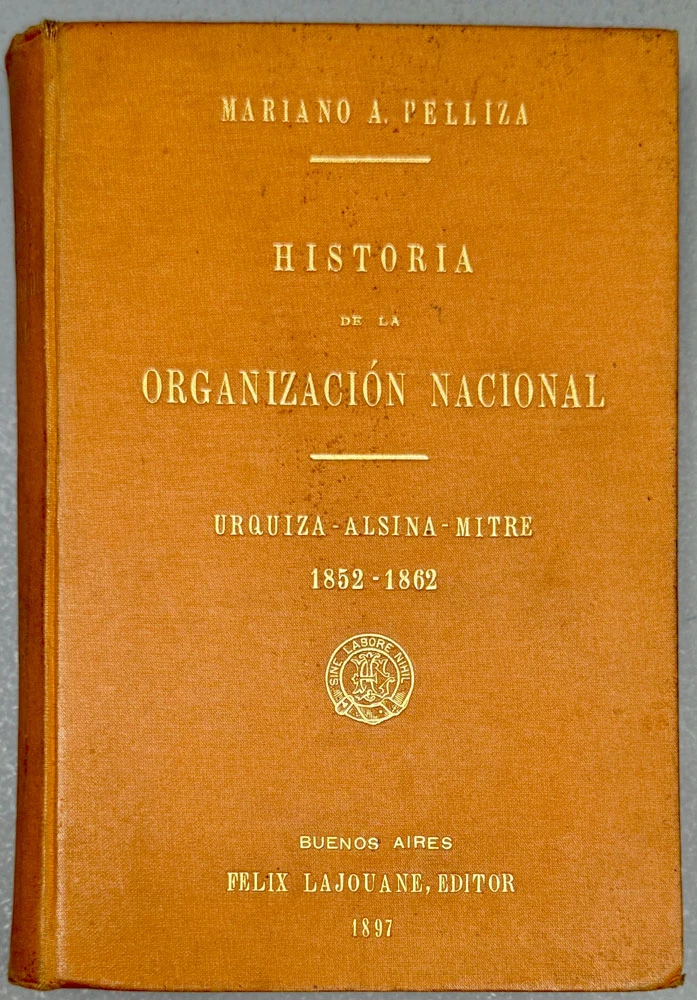 MARIANO A. PELLIZA
HISTORIA
DE LA
ORGANIZACIÓN NACIONAL
URQUIZA - ALSINA - MITRE
1852 - 1862
SINE LABORE NIHIL
BUENOS AIRES
FELIX LAJOUANE, EDITOR
1897